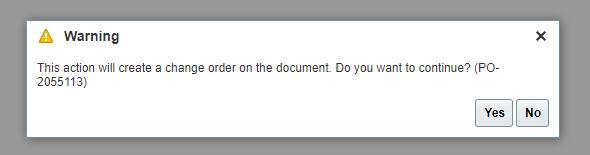 Warning
This action will create a change order on the document. Do you want to continue? (PO-
2055113)
Yes No